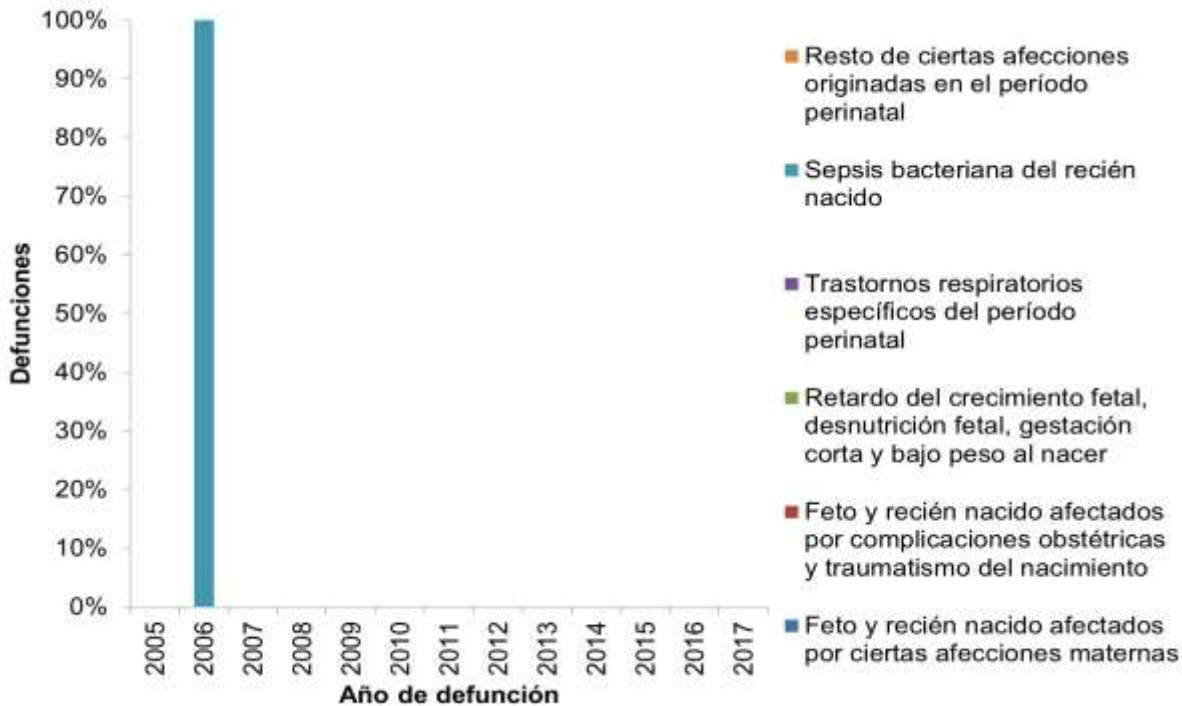 100%
90%
80%
70%
60%
50%
40%
30%
20%
10%
0%
Defunciones
2005
2006
2007
2008
2009
2010
2011
2012
2013
2014
2015
2016
2017
Año de defunción
Resto de ciertas afecciones
originadas en el período
perinatal
Sepsis bacteriana del recién
nacido
Trastornos respiratorios
específicos del período
perinatal
Retardo del crecimiento fetal,
desnutrición fetal, gestación
corta y bajo peso al nacer
Feto y recién nacido afectados
por complicaciones obstétricas
y traumatismo del nacimiento
Feto y recién nacido afectados
por ciertas afecciones maternas